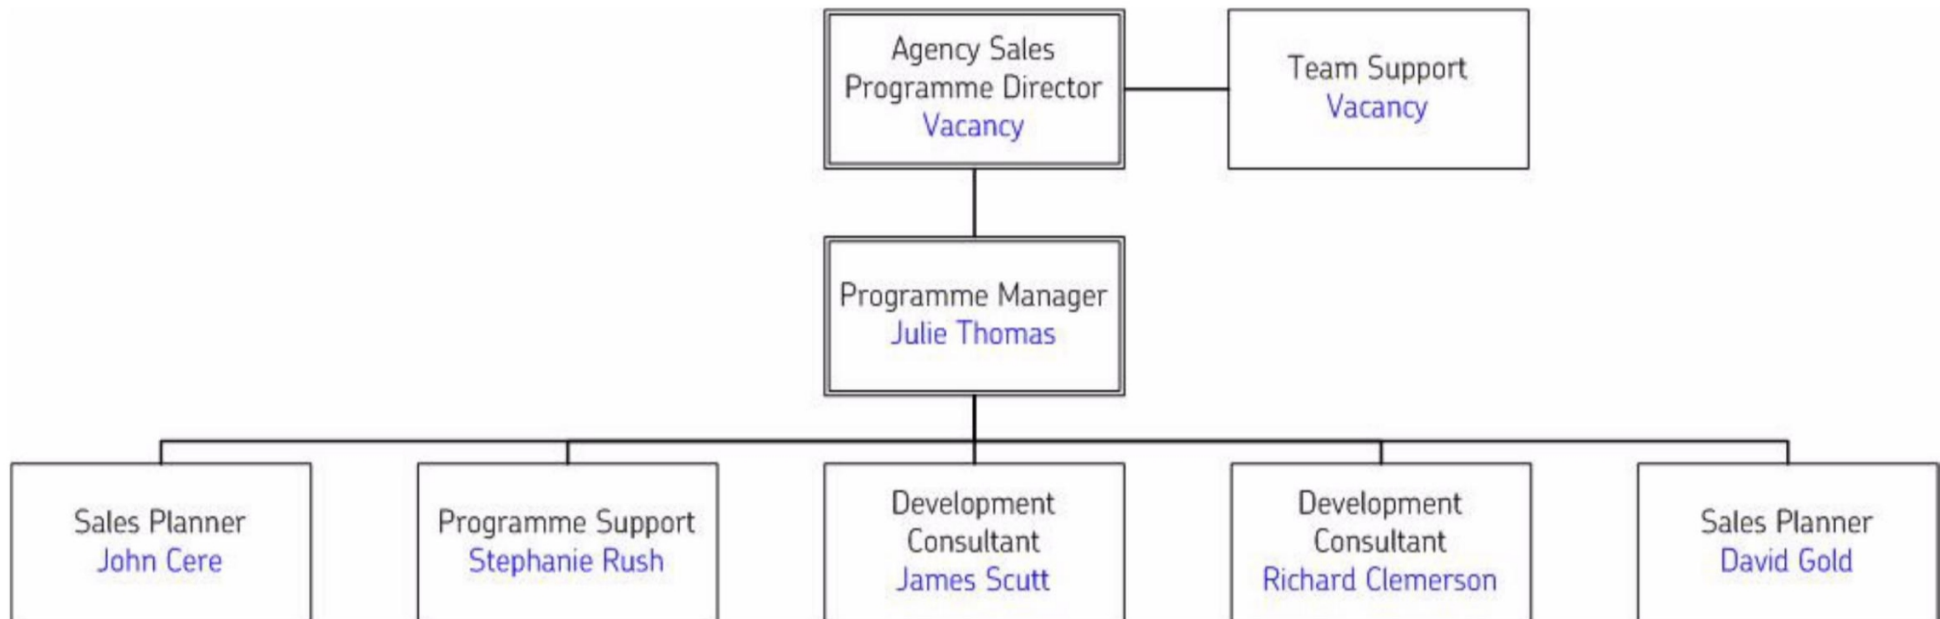 Agency Sales
Programme Director
Vacancy
Team Support
Vacancy
Programme Manager
Julie Thomas
Sales Planner
John Cere
Programme Support
Stephanie Rush
Development
Consultant
James Scutt
Development
Consultant
Richard Clemerson
Sales Planner
David Gold